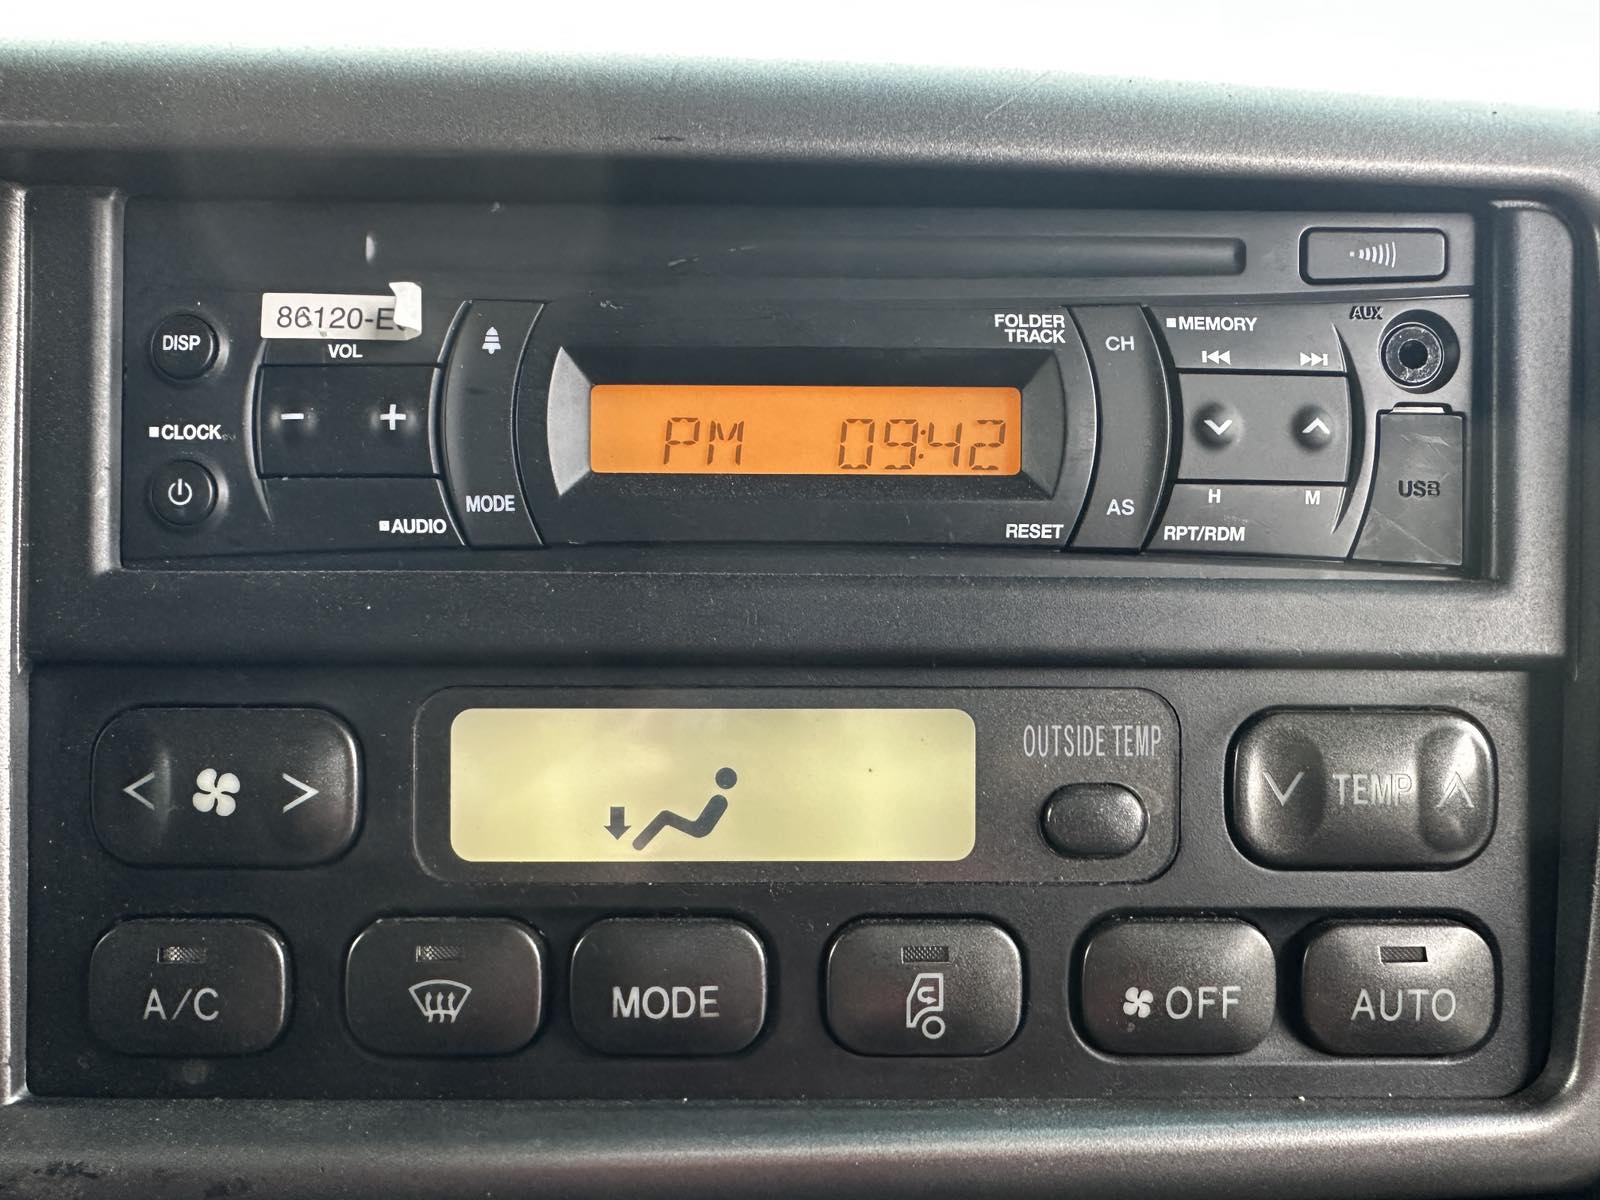 86120-E
DISP
VOL
− +
■CLOCK
■AUDIO
MODE
FOLDER
TRACK
PM 09:42
RESET
CH
AS
■MEMORY
H M
RPT/RDM
AUX
USB
< >
OUTSIDE TEMP
TEMP
A/C
MODE
OFF
AUTO